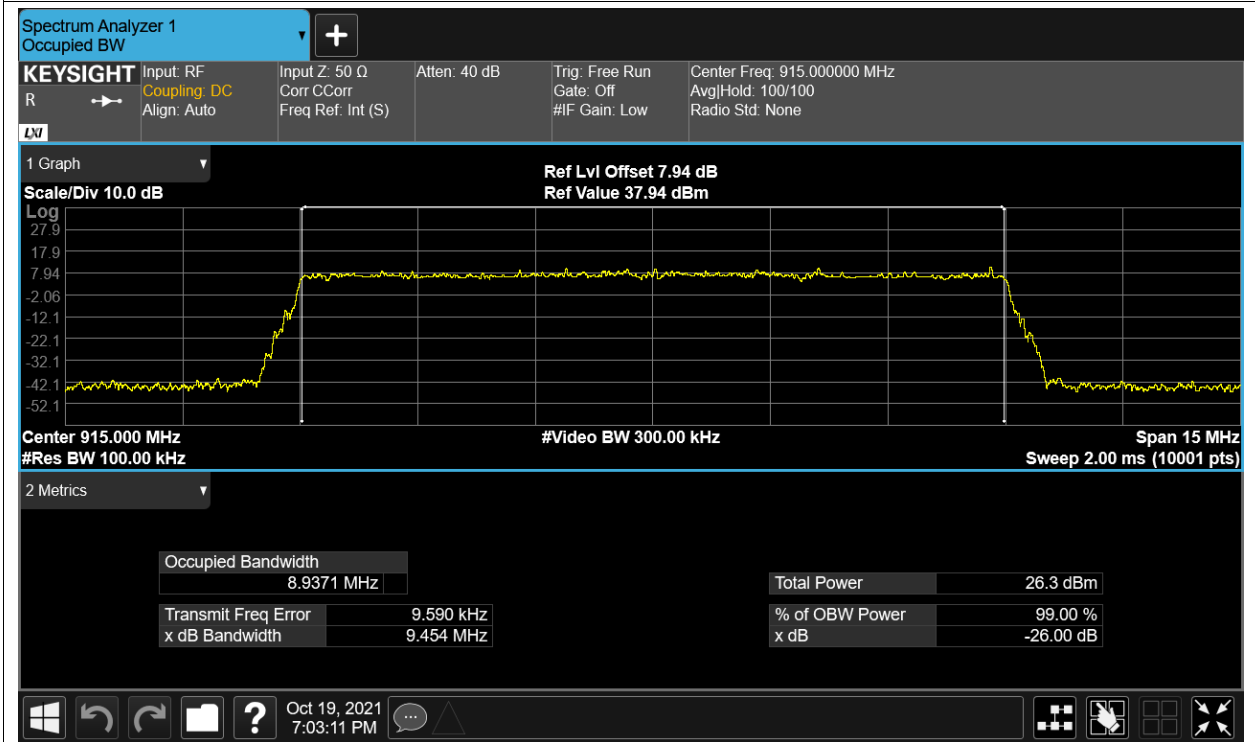 Spectrum Analyzer 1
Occupied BW
KEYSIGHT
R
LXI
Input: RF
Coupling: DC
Align: Auto
Input Z: 50 Ω
Corr CCorr
Freq Ref: Int (S)
Atten: 40 dB
Trig: Free Run
Gate: Off
#IF Gain: Low
Center Freq: 915.000000 MHz
Avg|Hold: 100/100
Radio Std: None
1 Graph
Scale/Div 10.0 dB
Ref Lvl Offset 7.94 dB
Ref Value 37.94 dBm
Log
27.9
17.9
7.94
-2.06
-12.1
-22.1
-32.1
-42.1
-52.1
Center 915.000 MHz
#Res BW 100.00 kHz
#Video BW 300.00 kHz
Span 15 MHz
Sweep 2.00 ms (10001 pts)
2 Metrics
Occupied Bandwidth
8.9371 MHz
Transmit Freq Error 9.590 kHz
x dB Bandwidth 9.454 MHz
Total Power 26.3 dBm
% of OBW Power 99.00 %
x dB -26.00 dB
?
Oct 19, 2021
7:03:11 PM